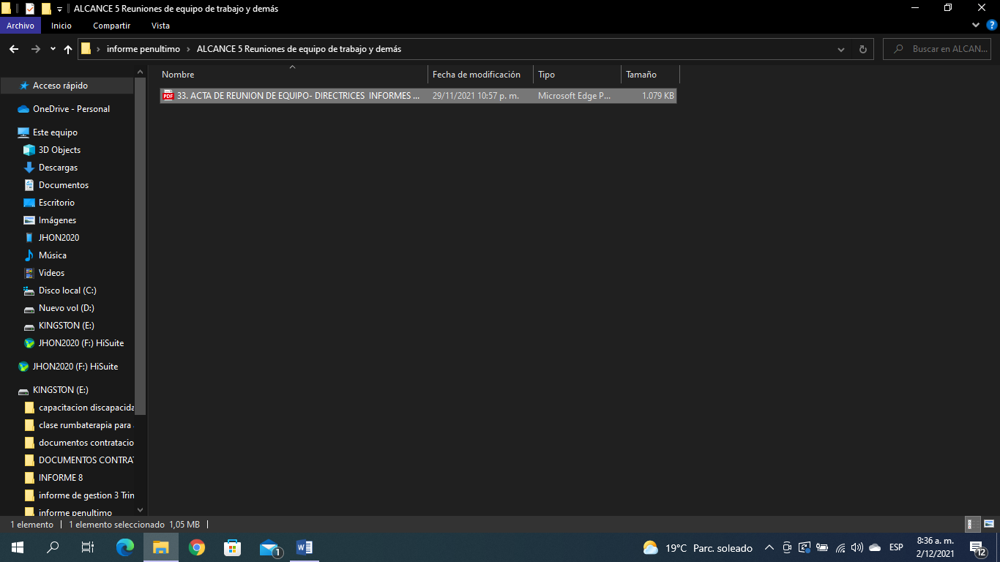 ALCANCE 5 Reuniones de equipo de trabajo y demás
Archivo Inicio Compartir Vista
informe penultimo > ALCANCE 5 Reuniones de equipo de trabajo y demás
Buscar en ALCAN...
Nombre Fecha de modificación Tipo Tamaño
33. ACTA DE REUNION DE EQUIPO- DIRECTRICES INFORMES ... 29/11/2021 10:57 p. m. Microsoft Edge P... 1.079 KB
Acceso rápido
OneDrive - Personal
Este equipo
3D Objects
Descargas
Documentos
Escritorio
Imágenes
JHON2020
Música
Videos
Disco local (C:)
Nuevo vol (D:)
KINGSTON (E:)
JHON2020 (F:) HiSuite
JHON2020 (F:) HiSuite
KINGSTON (E:)
capacitacion discapacida
clase rumbaterapia para
documentos contratacio
DOCUMENTOS CONTRAT
INFORME 8
informe de gestion 3 Trin
informe penultimo
1 elemento | 1 elemento seleccionado 1,05 MB |
19°C Parc. soleado ESP
8:36 a. m.
2/12/2021
1
12
PDF